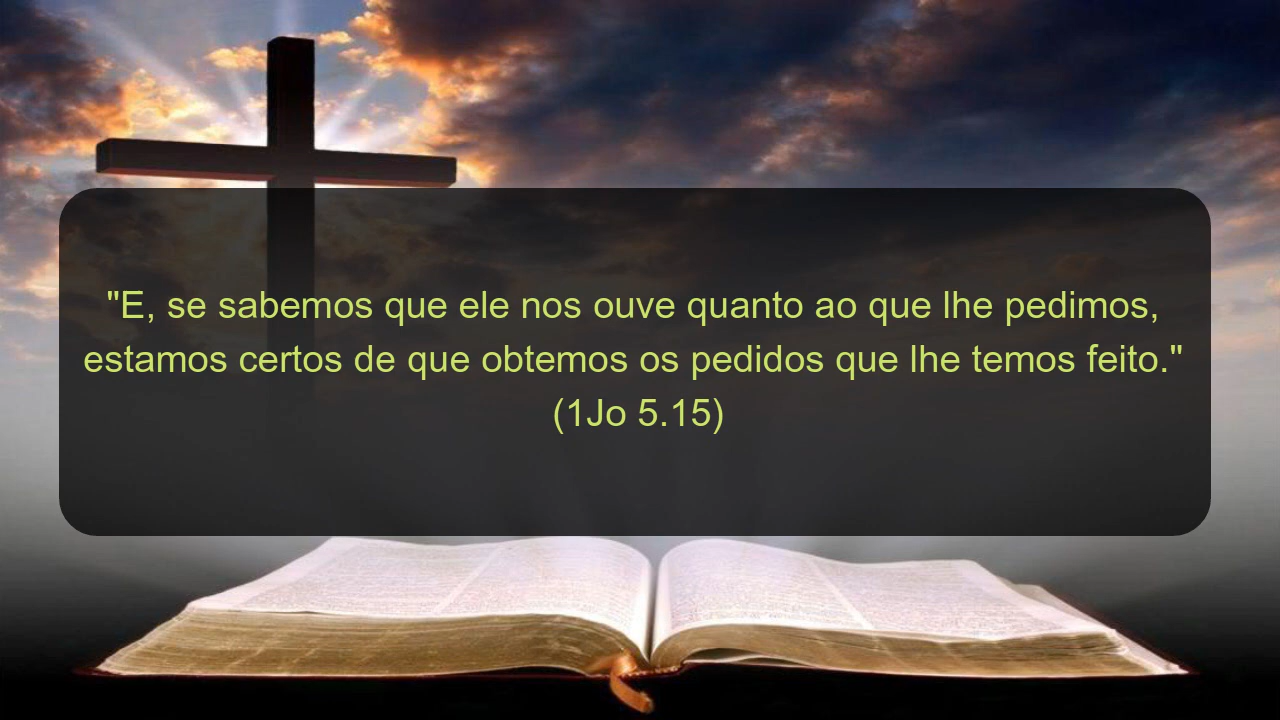 "E, se sabemos que ele nos ouve quanto ao que lhe pedimos,
estamos certos de que obtemos os pedidos que lhe temos feito."
(1Jo 5.15)